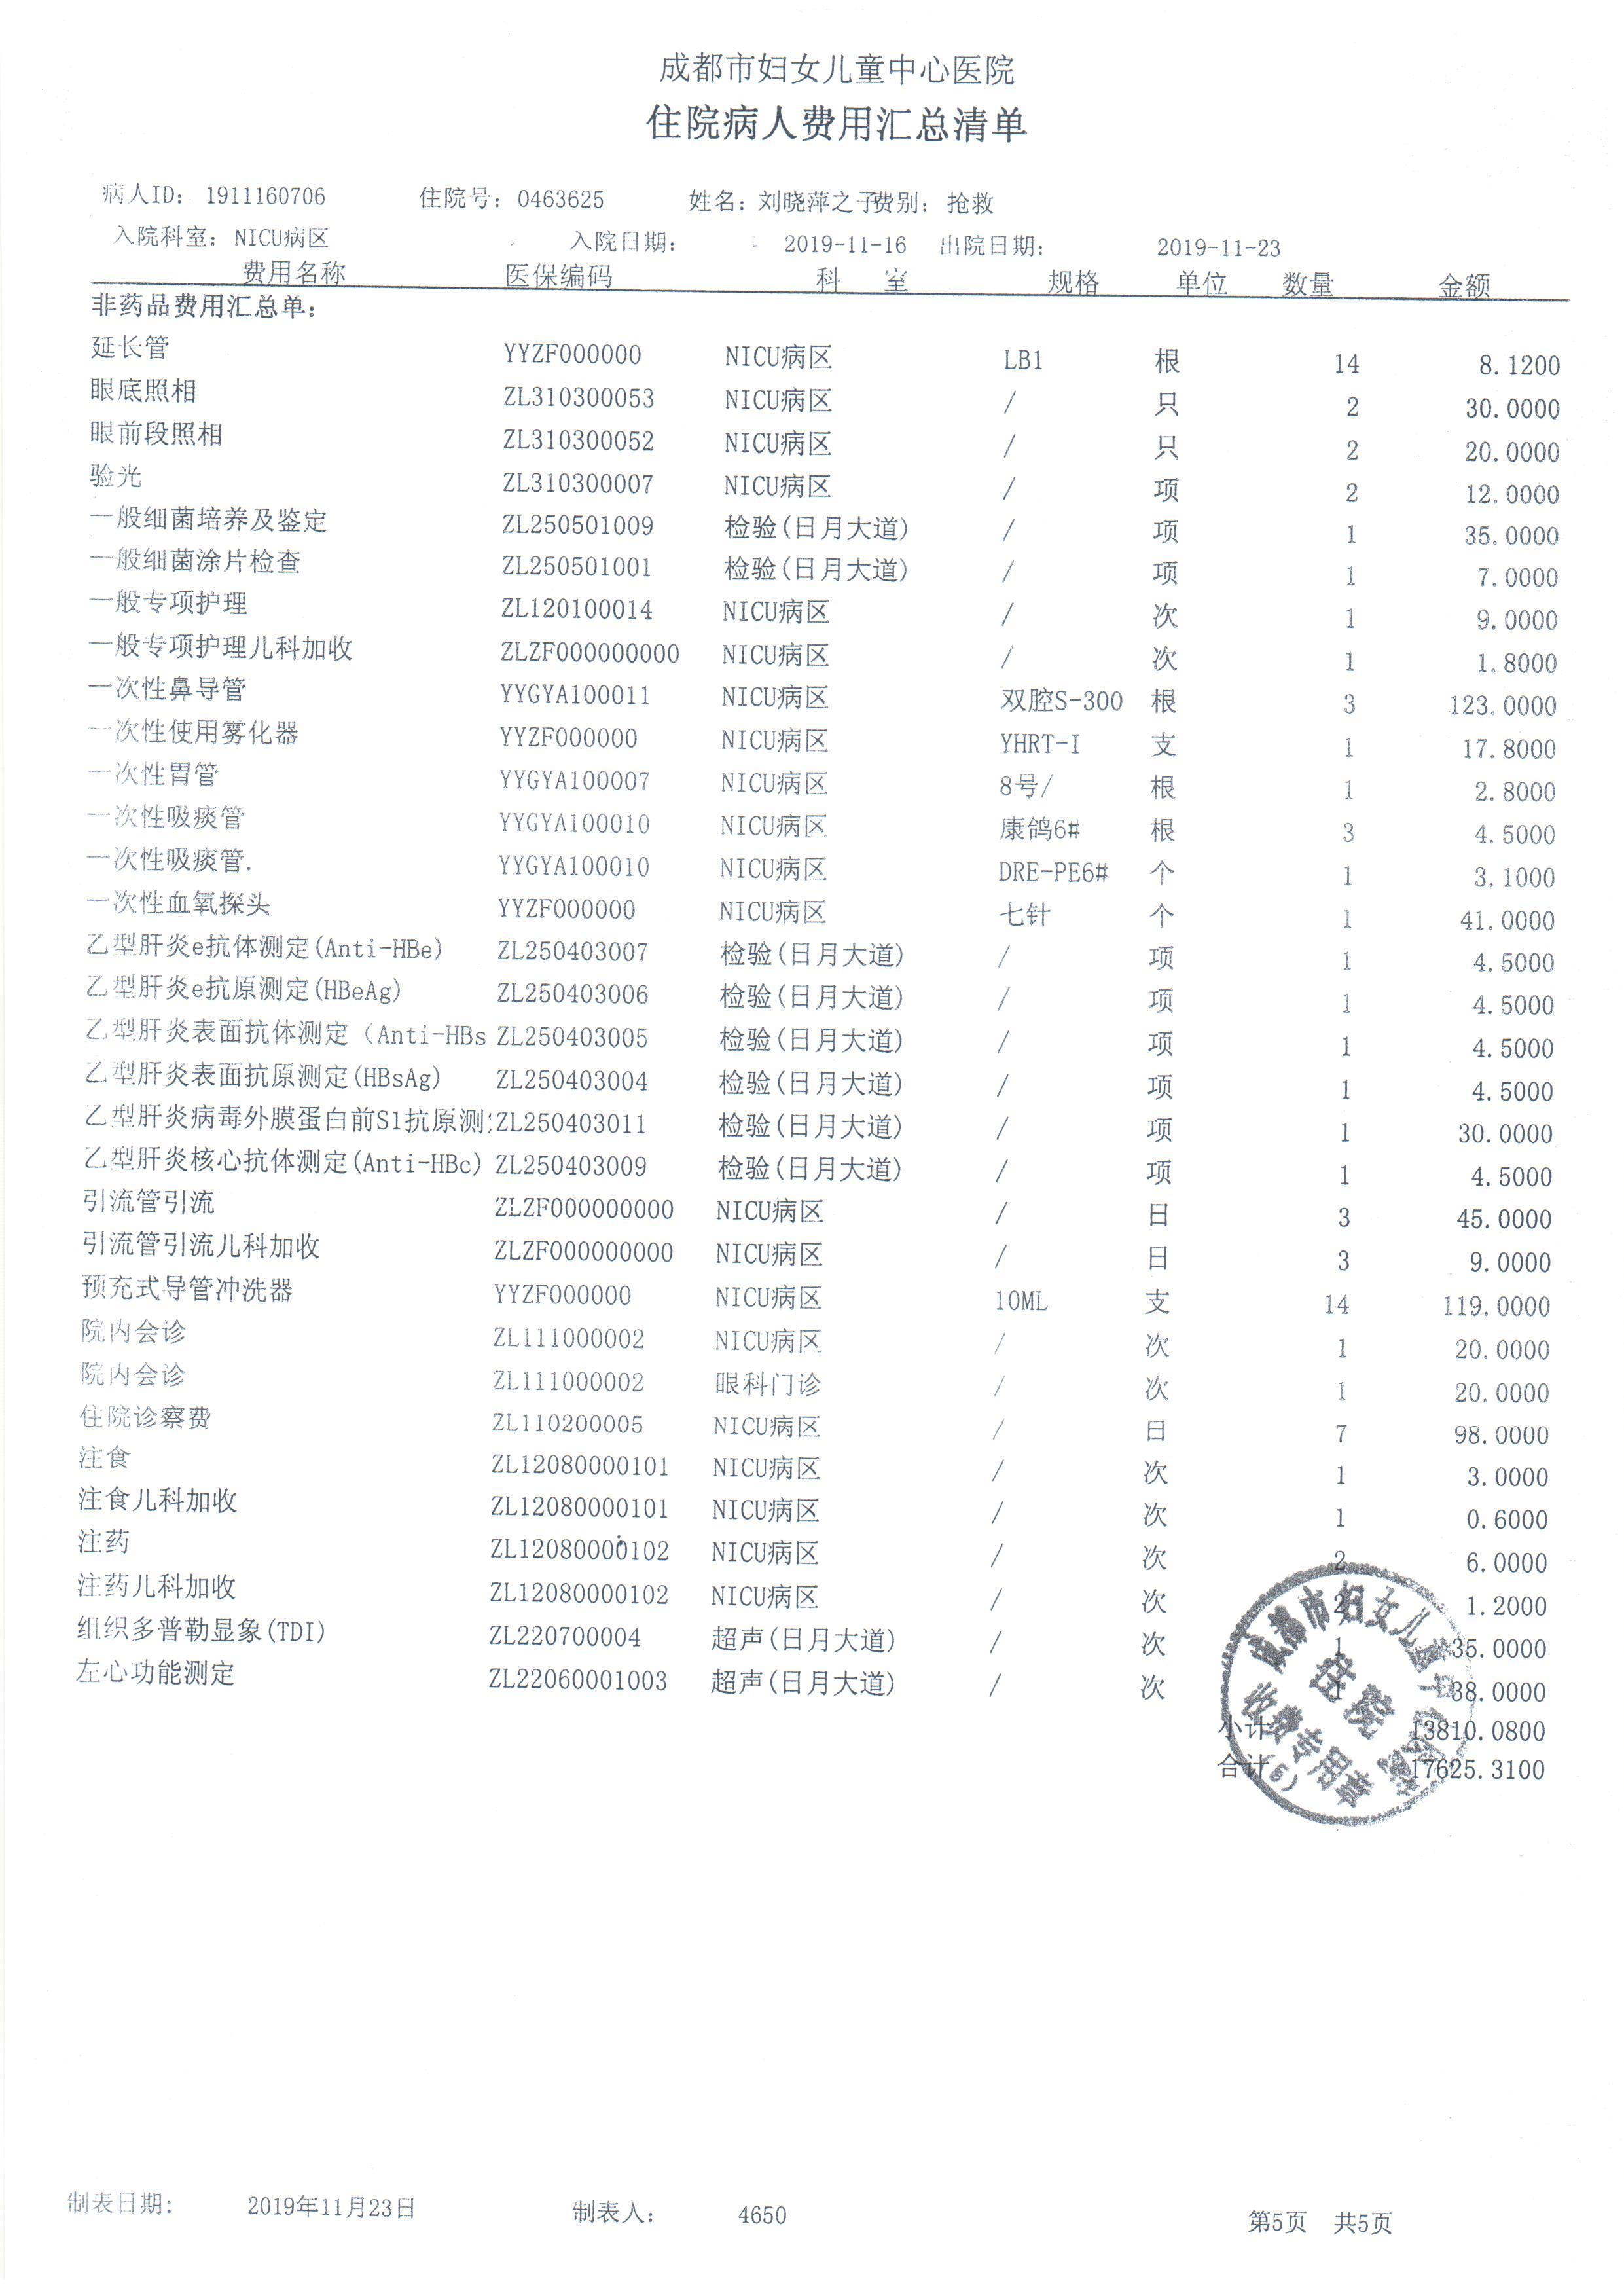 成都市妇女儿童中心医院
住院病人费用汇总清单
病人ID: 1911160706 住院号: 0463625 姓名: 刘晓萍之子费别: 抢救
入院科室: NICU病区 入院日期: 2019-11-16 出院日期: 2019-11-23
费用名称 医保编码 科 室 规格 单位 数量 金额
非药品费用汇总单:
延长管 YYZF000000 NICU病区 LB1 根 14 8.1200
眼底照相 ZL310300053 NICU病区 / 只 2 30.0000
眼前段照相 ZL310300052 NICU病区 / 只 2 20.0000
验光 ZL310300007 NICU病区 / 项 2 12.0000
一般细菌培养及鉴定 ZL250501009 检验(日月大道) / 项 1 35.0000
一般细菌涂片检查 ZL250501001 检验(日月大道) / 项 1 7.0000
一般专项护理 ZL120100014 NICU病区 / 次 1 9.0000
一般专项护理儿科加收 ZLZF000000000 NICU病区 / 次 1 1.8000
一次性鼻导管 YYGYA100011 NICU病区 双腔S-300 根 3 123.0000
一次性使用雾化器 YYZF000000 NICU病区 YHRT-I 支 1 17.8000
一次性胃管 YYGYA100007 NICU病区 8号/ 根 1 2.8000
一次性吸痰管 YYGYA100010 NICU病区 康鸽6# 根 3 4.5000
一次性吸痰管. YYGYA100010 NICU病区 DRE-PE6# 个 1 3.1000
一次性血氧探头 YYZF000000 NICU病区 七针 个 1 41.0000
乙型肝炎e抗体测定(Anti-HBe) ZL250403007 检验(日月大道) / 项 1 4.5000
乙型肝炎e抗原测定(HBeAg) ZL250403006 检验(日月大道) / 项 1 4.5000
乙型肝炎表面抗体测定（Anti-HBs ZL250403005 检验(日月大道) / 项 1 4.5000
乙型肝炎表面抗原测定(HBsAg) ZL250403004 检验(日月大道) / 项 1 4.5000
乙型肝炎病毒外膜蛋白前S1抗原测 ZL250403011 检验(日月大道) / 项 1 30.0000
乙型肝炎核心抗体测定(Anti-HBc) ZL250403009 检验(日月大道) / 项 1 4.5000
引流管引流 ZLZF000000000 NICU病区 / 日 3 45.0000
引流管引流儿科加收 ZLZF000000000 NICU病区 / 日 3 9.0000
预充式导管冲洗器 YYZF000000 NICU病区 10ML 支 14 119.0000
院内会诊 ZL111000002 NICU病区 / 次 1 20.0000
院内会诊 ZL111000002 眼科门诊 / 次 1 20.0000
住院诊察费 ZL110200005 NICU病区 / 日 7 98.0000
注食 ZL12080000101 NICU病区 / 次 1 3.0000
注食儿科加收 ZL12080000101 NICU病区 / 次 1 0.6000
注药 ZL12080000102 NICU病区 / 次 2 6.0000
注药儿科加收 ZL12080000102 NICU病区 / 次 2 1.2000
组织多普勒显象(TDI) ZL220700004 超声(日月大道) / 次 1 35.0000
左心功能测定 ZL22060001003 超声(日月大道) / 次 1 38.0000
小计 13810.0800
合计 17625.3100
成都市妇女儿童中心医院
住院
收费专用章
(5)
制表日期: 2019年11月23日 制表人: 4650 第5页 共5页